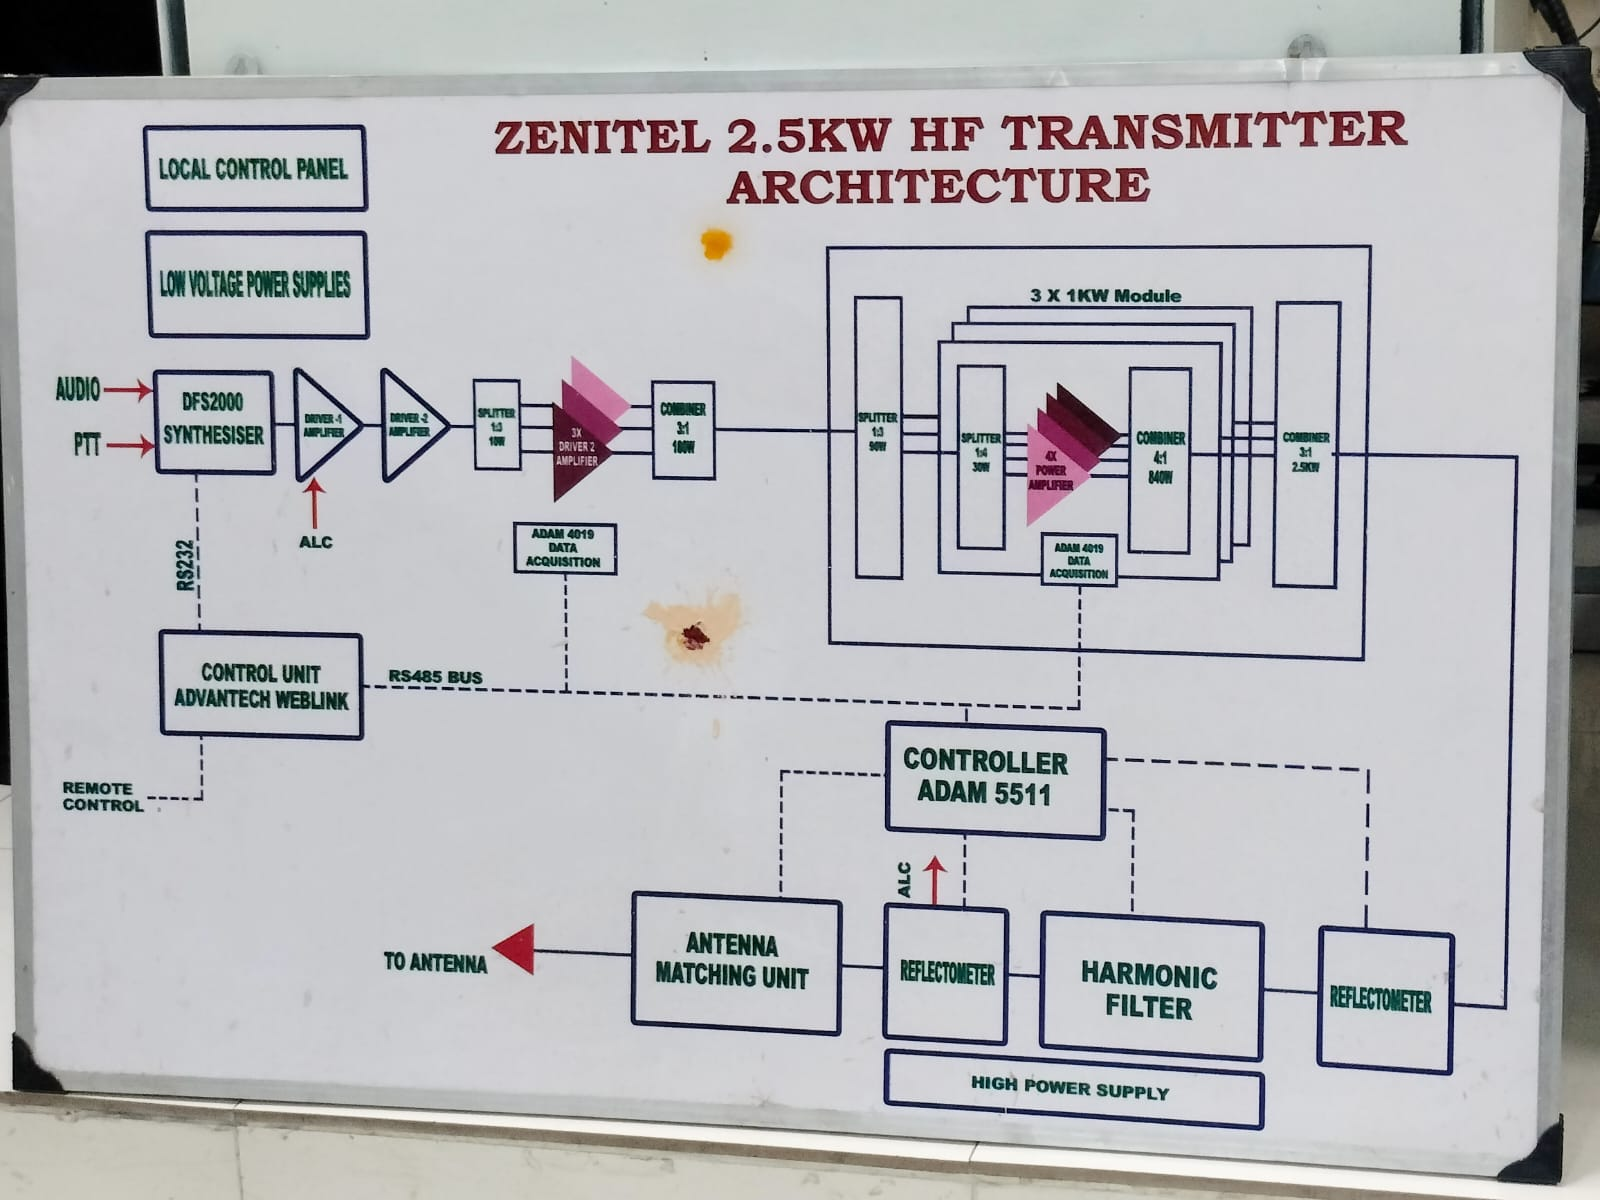 ZENITEL 2.5KW HF TRANSMITTER
ARCHITECTURE
LOCAL CONTROL PANEL
LOW VOLTAGE POWER SUPPLIES
AUDIO
PTT
DFS2000
SYNTHESISER
DRIVER -1
AMPLIFIER
ALC
DRIVER -2
AMPLIFIER
SPLITTER
1:3
10W
3X
DRIVER 2
AMPLIFIER
COMBINER
3:1
180W
ADAM 4019
DATA
ACQUISITION
3 X 1KW Module
SPLITTER
1:3
90W
SPLITTER
1:4
30W
4X
POWER
AMPLIFIER
COMBINER
4:1
840W
ADAM 4019
DATA
ACQUISITION
COMBINER
3:1
2.5KW
RS232
CONTROL UNIT
ADVANTECH WEBLINK
RS485 BUS
REMOTE
CONTROL
CONTROLLER
ADAM 5511
ALC
TO ANTENNA
ANTENNA
MATCHING UNIT
REFLECTOMETER
HARMONIC
FILTER
REFLECTOMETER
HIGH POWER SUPPLY